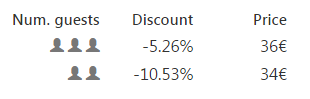 Num. guests Discount Price
-5.26% 36€
-10.53% 34€